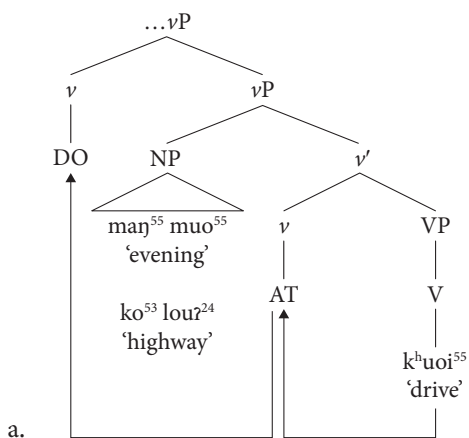 ...vP
v vP
DO NP v′
maŋ⁵⁵ muo⁵⁵ v VP
‘evening’
AT V
ko⁵³ louʔ²⁴
‘highway’
kʰuoi⁵⁵
‘drive’
a.